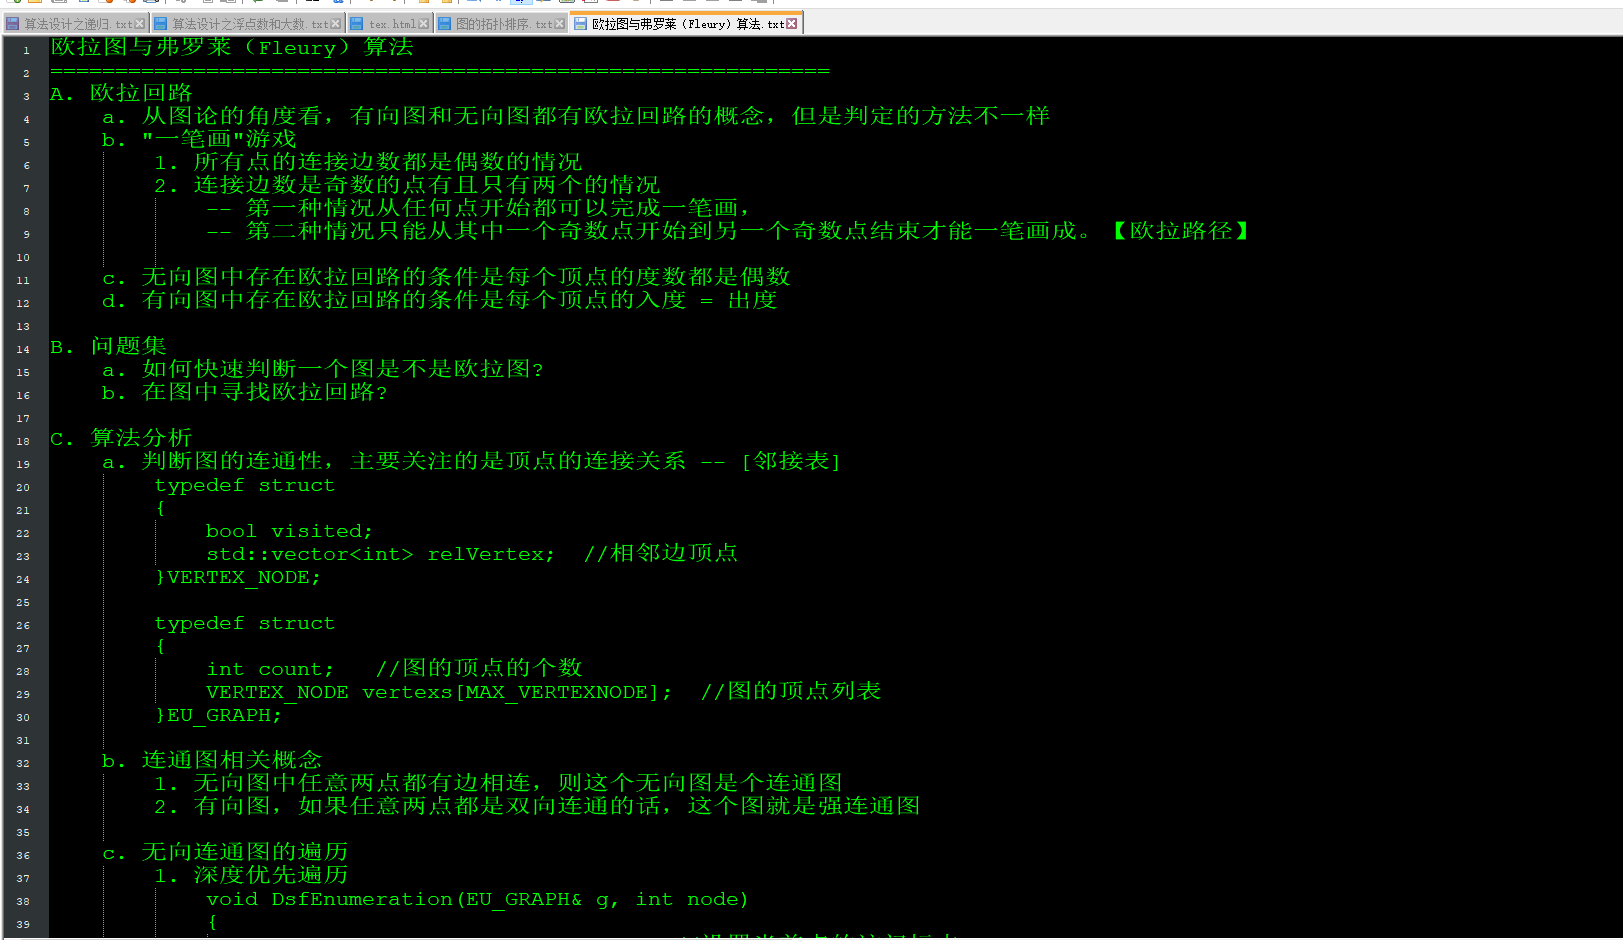 算法设计之递归.txt 算法设计之浮点数和大数.txt tex.html 图的拓扑排序.txt 欧拉图与弗罗莱（Fleury）算法.txt
1 欧拉图与弗罗莱（Fleury）算法
2 ============================================================
3 A. 欧拉回路
4 a. 从图论的角度看，有向图和无向图都有欧拉回路的概念，但是判定的方法不一样
5 b. "一笔画"游戏
6 1. 所有点的连接边数都是偶数的情况
7 2. 连接边数是奇数的点有且只有两个的情况
8 -- 第一种情况从任何点开始都可以完成一笔画，
9 -- 第二种情况只能从其中一个奇数点开始到另一个奇数点结束才能一笔画成。【欧拉路径】
10
11 c. 无向图中存在欧拉回路的条件是每个顶点的度数都是偶数
12 d. 有向图中存在欧拉回路的条件是每个顶点的入度 = 出度
13
14 B. 问题集
15 a. 如何快速判断一个图是不是欧拉图?
16 b. 在图中寻找欧拉回路?
17
18 C. 算法分析
19 a. 判断图的连通性，主要关注的是顶点的连接关系 -- [邻接表]
20 typedef struct
21 {
22 bool visited;
23 std::vector<int> relVertex; //相邻边顶点
24 }VERTEX_NODE;
25
26 typedef struct
27 {
28 int count; //图的顶点的个数
29 VERTEX_NODE vertexs[MAX_VERTEXNODE]; //图的顶点列表
30 }EU_GRAPH;
31
32 b. 连通图相关概念
33 1. 无向图中任意两点都有边相连，则这个无向图是个连通图
34 2. 有向图，如果任意两点都是双向连通的话，这个图就是强连通图
35
36 c. 无向连通图的遍历
37 1. 深度优先遍历
38 void DsfEnumeration(EU_GRAPH& g, int node)
39 {